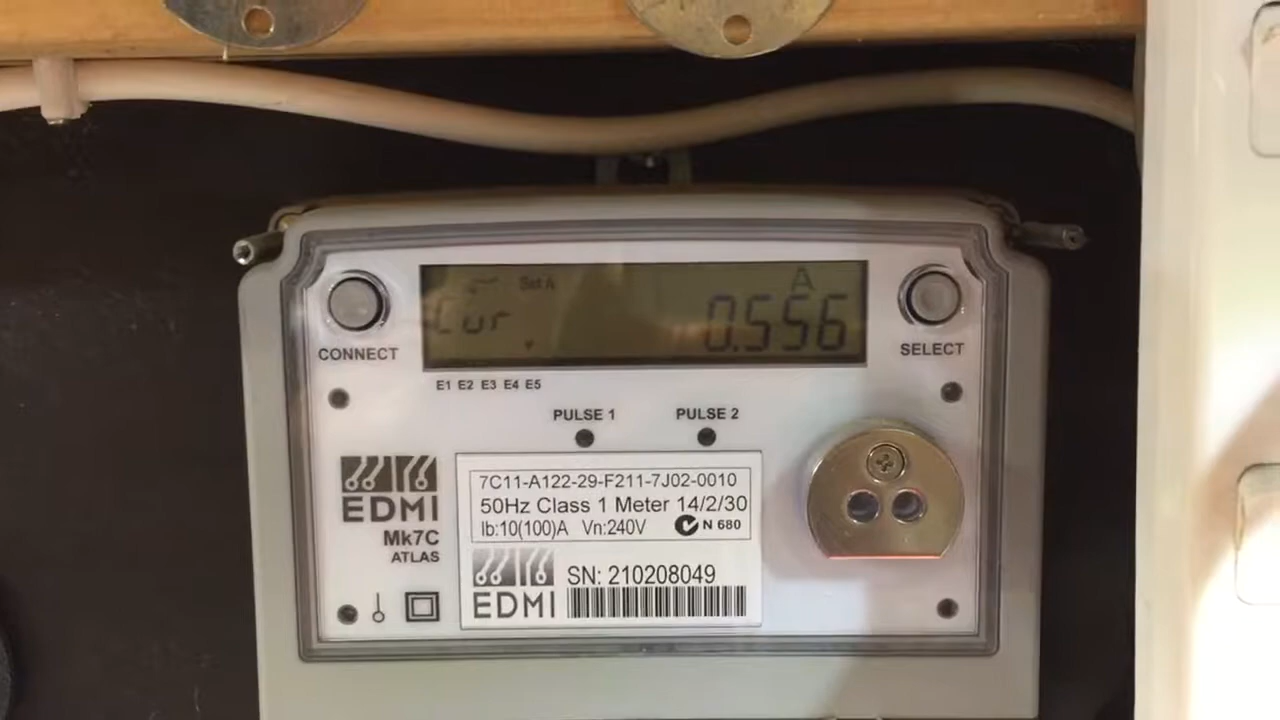 Set A
A
Cur 0.556
CONNECT
SELECT
E1 E2 E3 E4 E5
PULSE 1 PULSE 2
EDMI
Mk7C
ATLAS
7C11-A122-29-F211-7J02-0010
50Hz Class 1 Meter 14/2/30
Ib:10(100)A Vn:240V N 680
EDMI
SN: 210208049